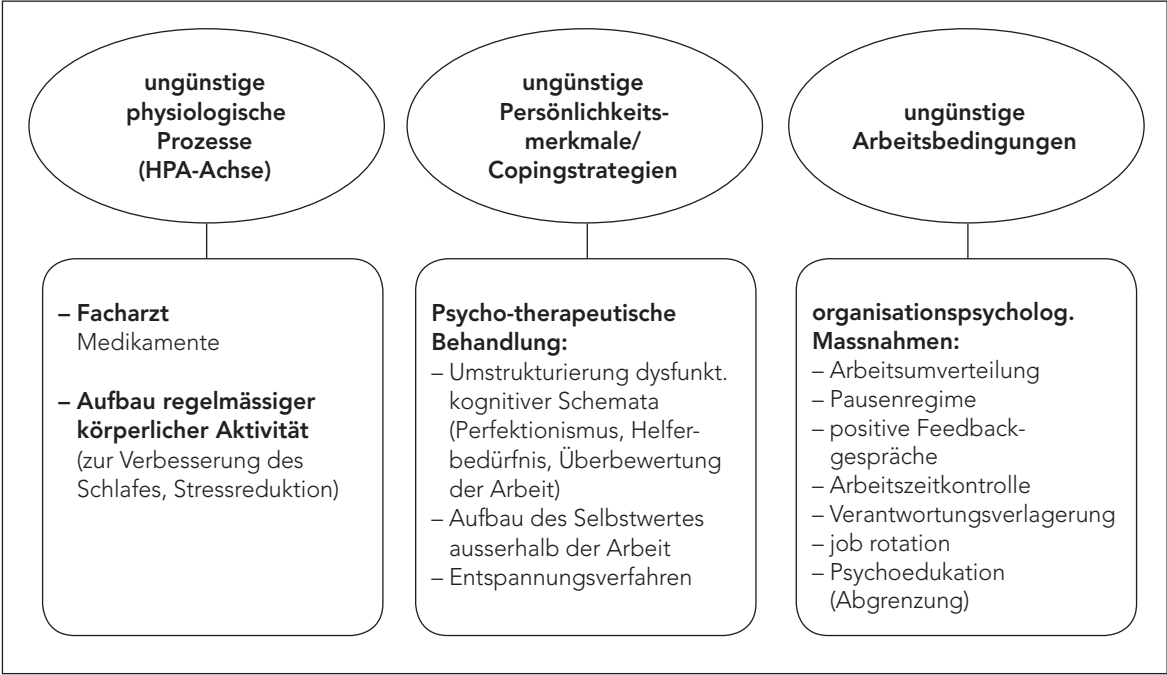 ungünstige
physiologische
Prozesse
(HPA-Achse)
ungünstige
Persönlichkeits-
merkmale/
Copingstrategien
ungünstige
Arbeitsbedingungen
– Facharzt
Medikamente
– Aufbau regelmässiger
körperlicher Aktivität
(zur Verbesserung des
Schlafes, Stressreduktion)
Psycho-therapeutische
Behandlung:
– Umstrukturierung dysfunkt.
kognitiver Schemata
(Perfektionismus, Helfer-
bedürfnis, Überbewertung
der Arbeit)
– Aufbau des Selbstwertes
ausserhalb der Arbeit
– Entspannungsverfahren
organisationspsycholog.
Massnahmen:
– Arbeitsumverteilung
– Pausenregime
– positive Feedback-
gespräche
– Arbeitszeitkontrolle
– Verantwortungsverlagerung
– job rotation
– Psychoedukation
(Abgrenzung)